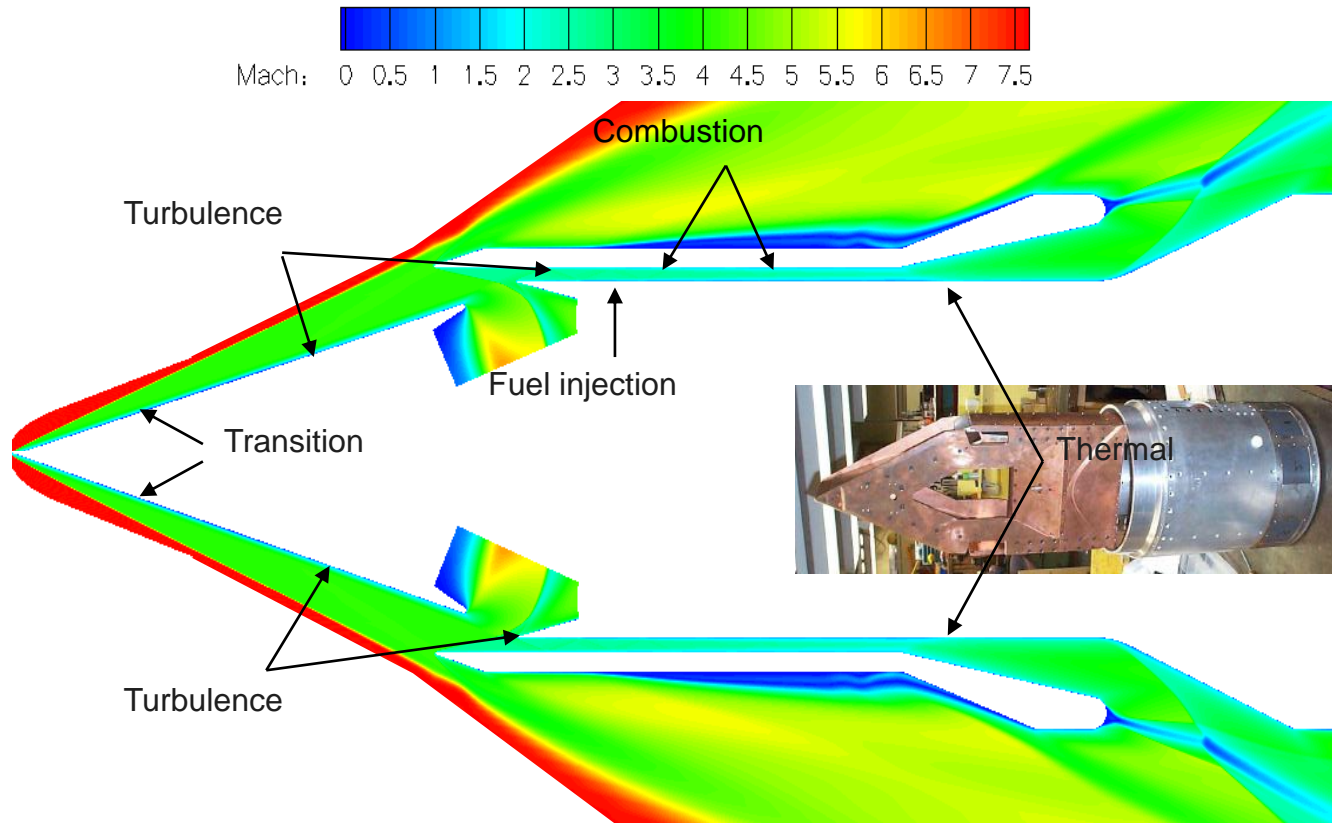 Mach: 0 0.5 1 1.5 2 2.5 3 3.5 4 4.5 5 5.5 6 6.5 7 7.5
Combustion
Turbulence
Fuel injection
Transition
Thermal
Turbulence